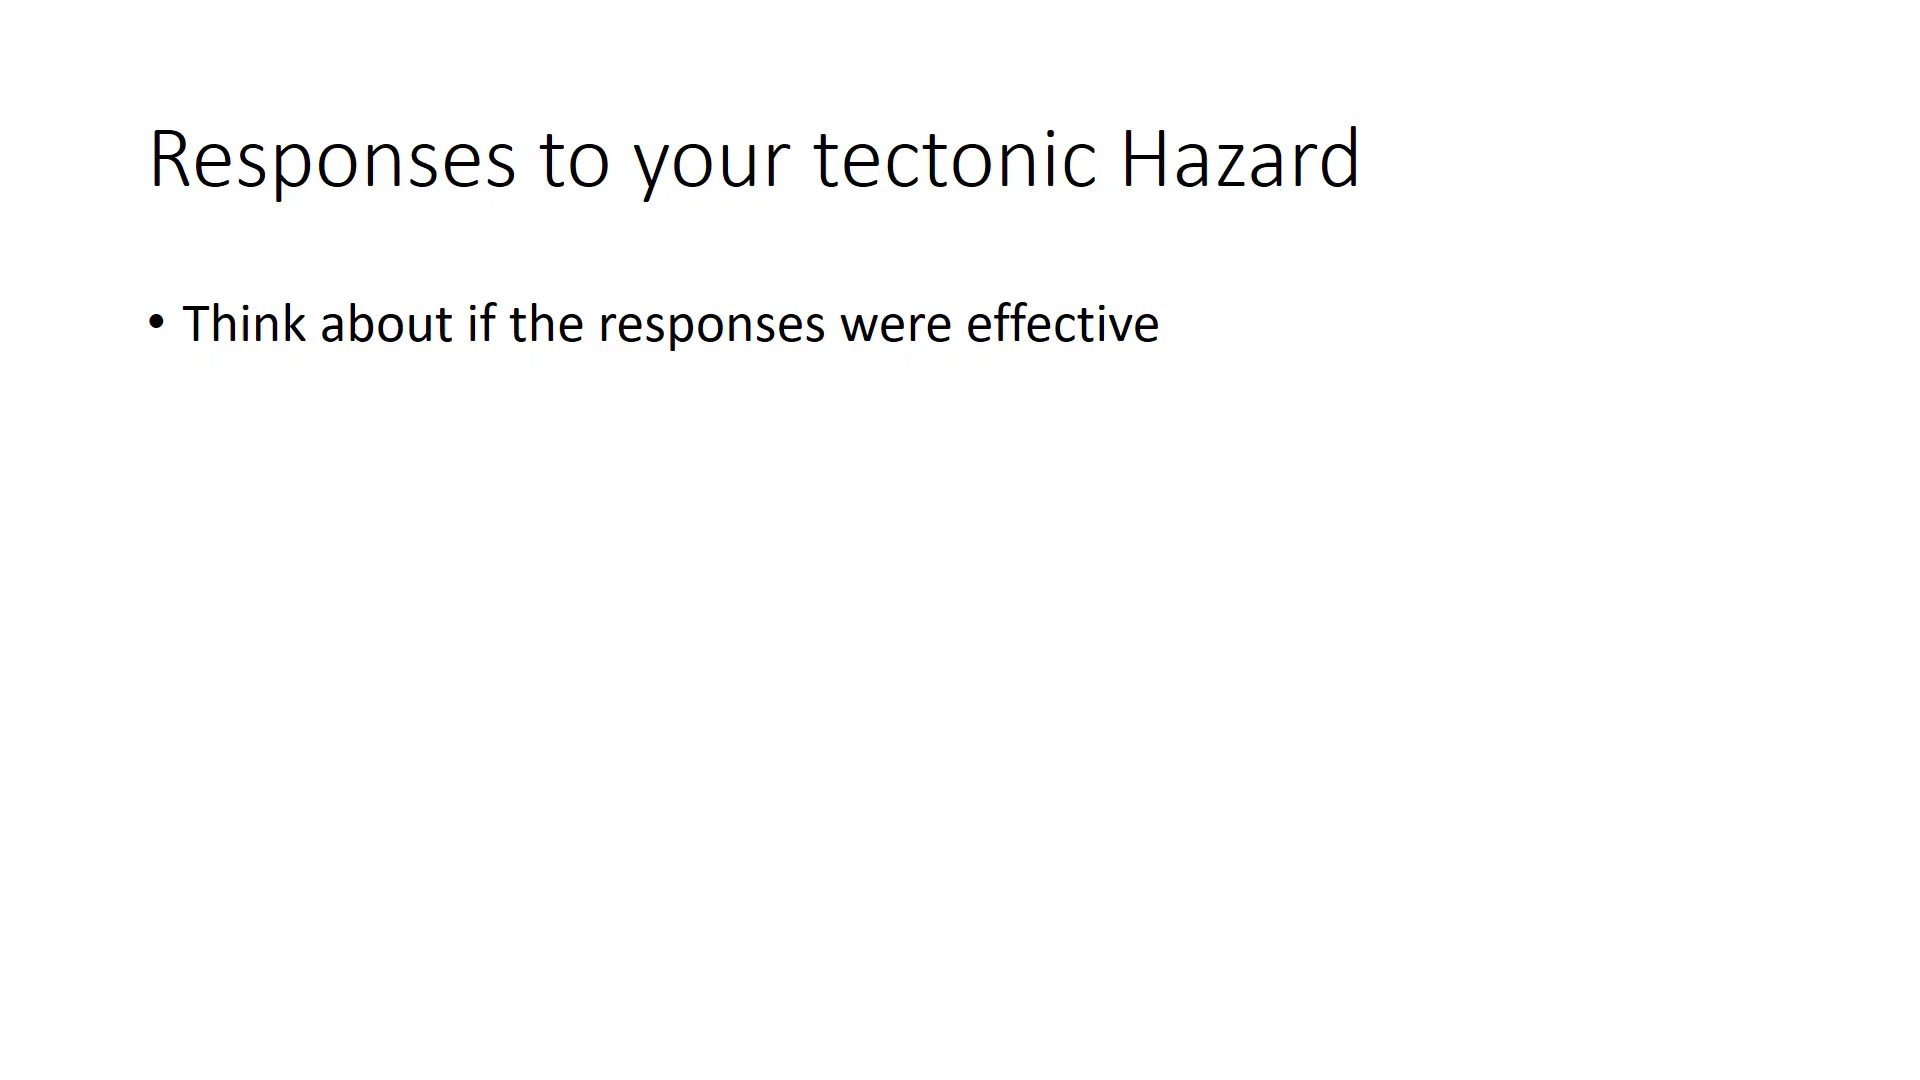 Responses to your tectonic Hazard
• Think about if the responses were effective